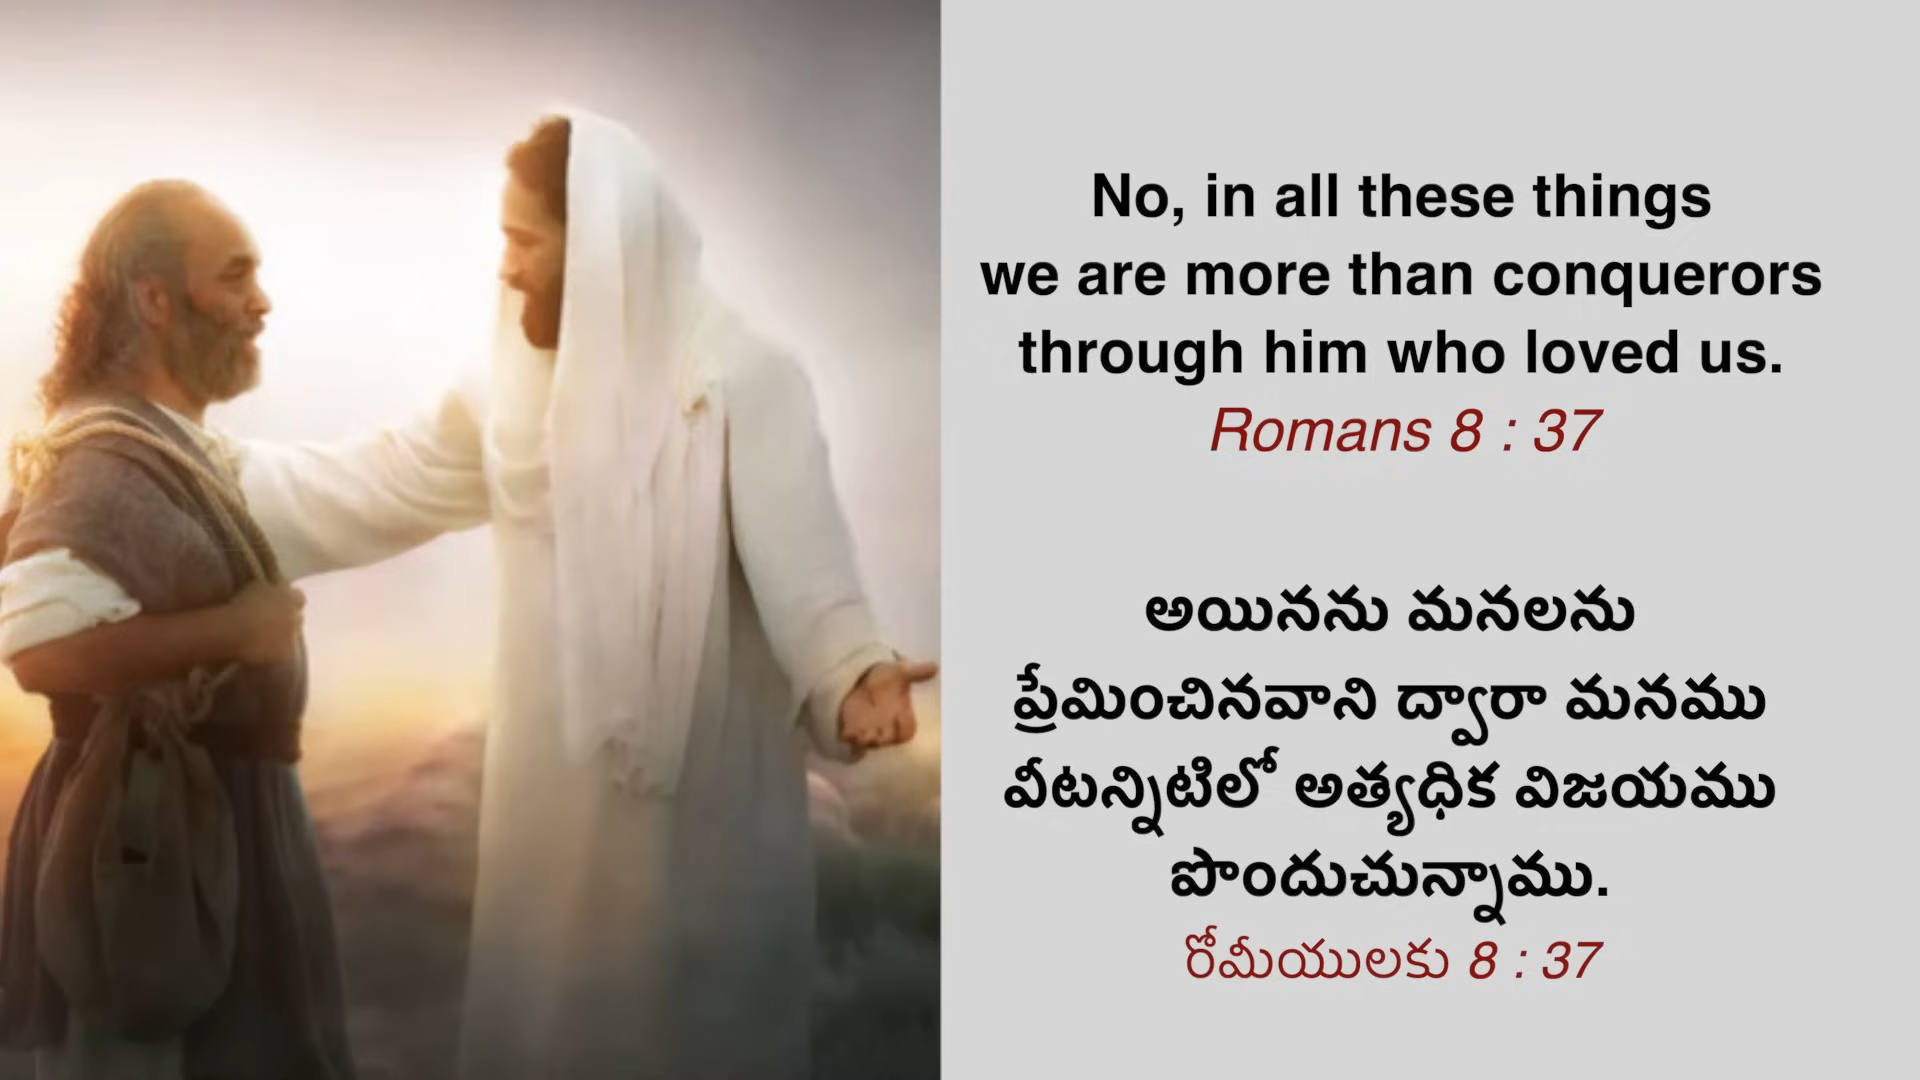 No, in all these things
we are more than conquerors
through him who loved us.
Romans 8 : 37
అయినను మనలను
ప్రేమించినవాని ద్వారా మనము
వీటన్నిటిలో అత్యధిక విజయము
పొందుచున్నాము.
రోమీయులకు 8 : 37